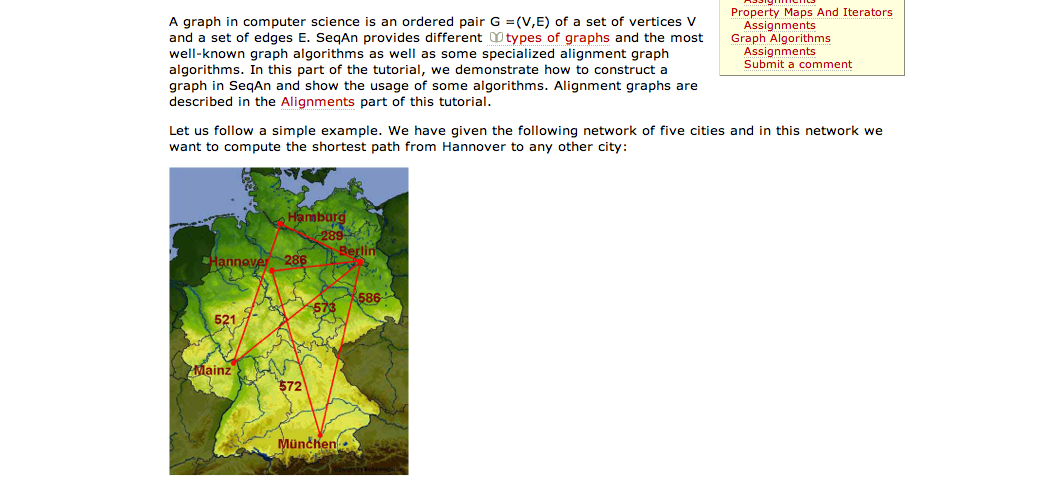 A graph in computer science is an ordered pair G =(V,E) of a set of vertices V
and a set of edges E. SeqAn provides different types of graphs and the most
well-known graph algorithms as well as some specialized alignment graph
algorithms. In this part of the tutorial, we demonstrate how to construct a
graph in SeqAn and show the usage of some algorithms. Alignment graphs are
described in the Alignments part of this tutorial.
Assignments
Property Maps And Iterators
Assignments
Graph Algorithms
Assignments
Submit a comment
Let us follow a simple example. We have given the following network of five cities and in this network we
want to compute the shortest path from Hannover to any other city:
Hamburg
289
Berlin
Hannover
286
586
573
521
Mainz
572
München